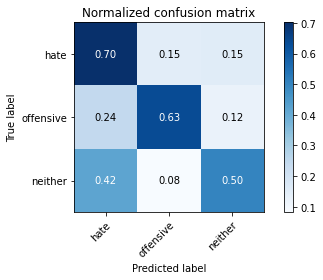 Normalized confusion matrix
True label
hate
0.70 0.15 0.15
offensive
0.24 0.63 0.12
neither
0.42 0.08 0.50
hate
offensive
neither
Predicted label
0.7
0.6
0.5
0.4
0.3
0.2
0.1